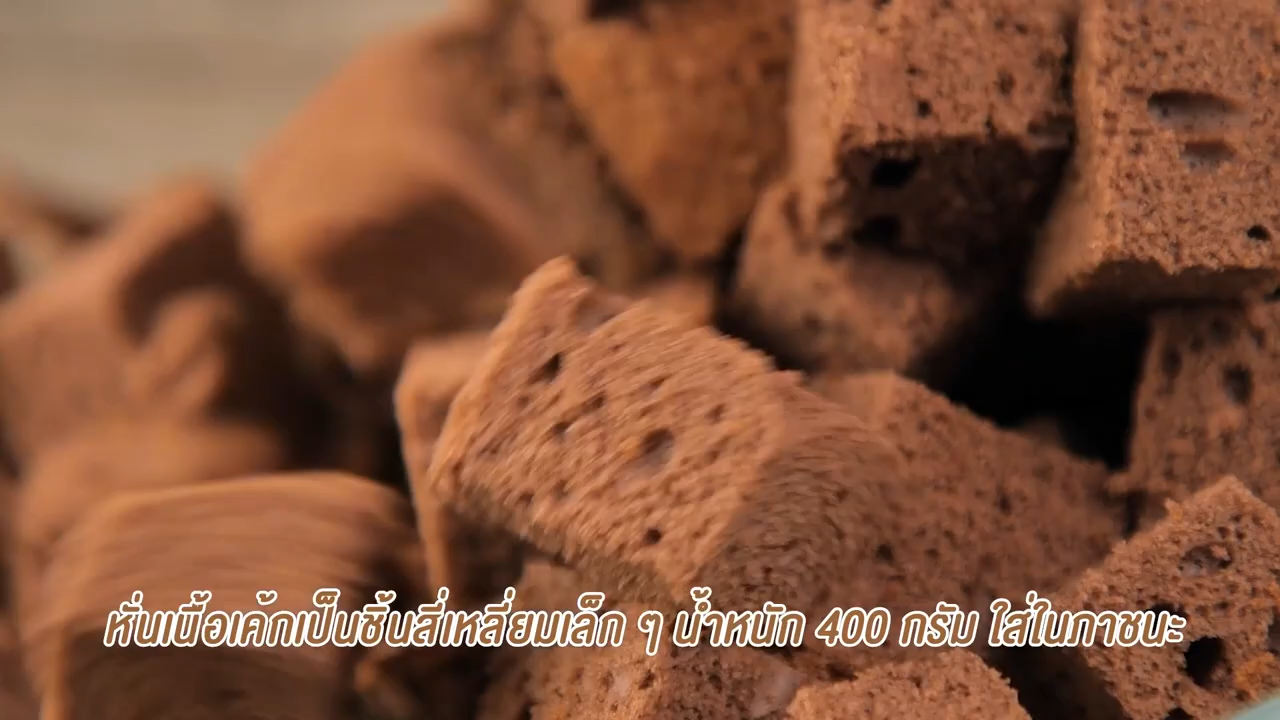 หั่นเนื้อเค้กเป็นชิ้นสี่เหลี่ยมเล็ก ๆ น้ำหนัก 400 กรัม ใส่ในภาชนะ